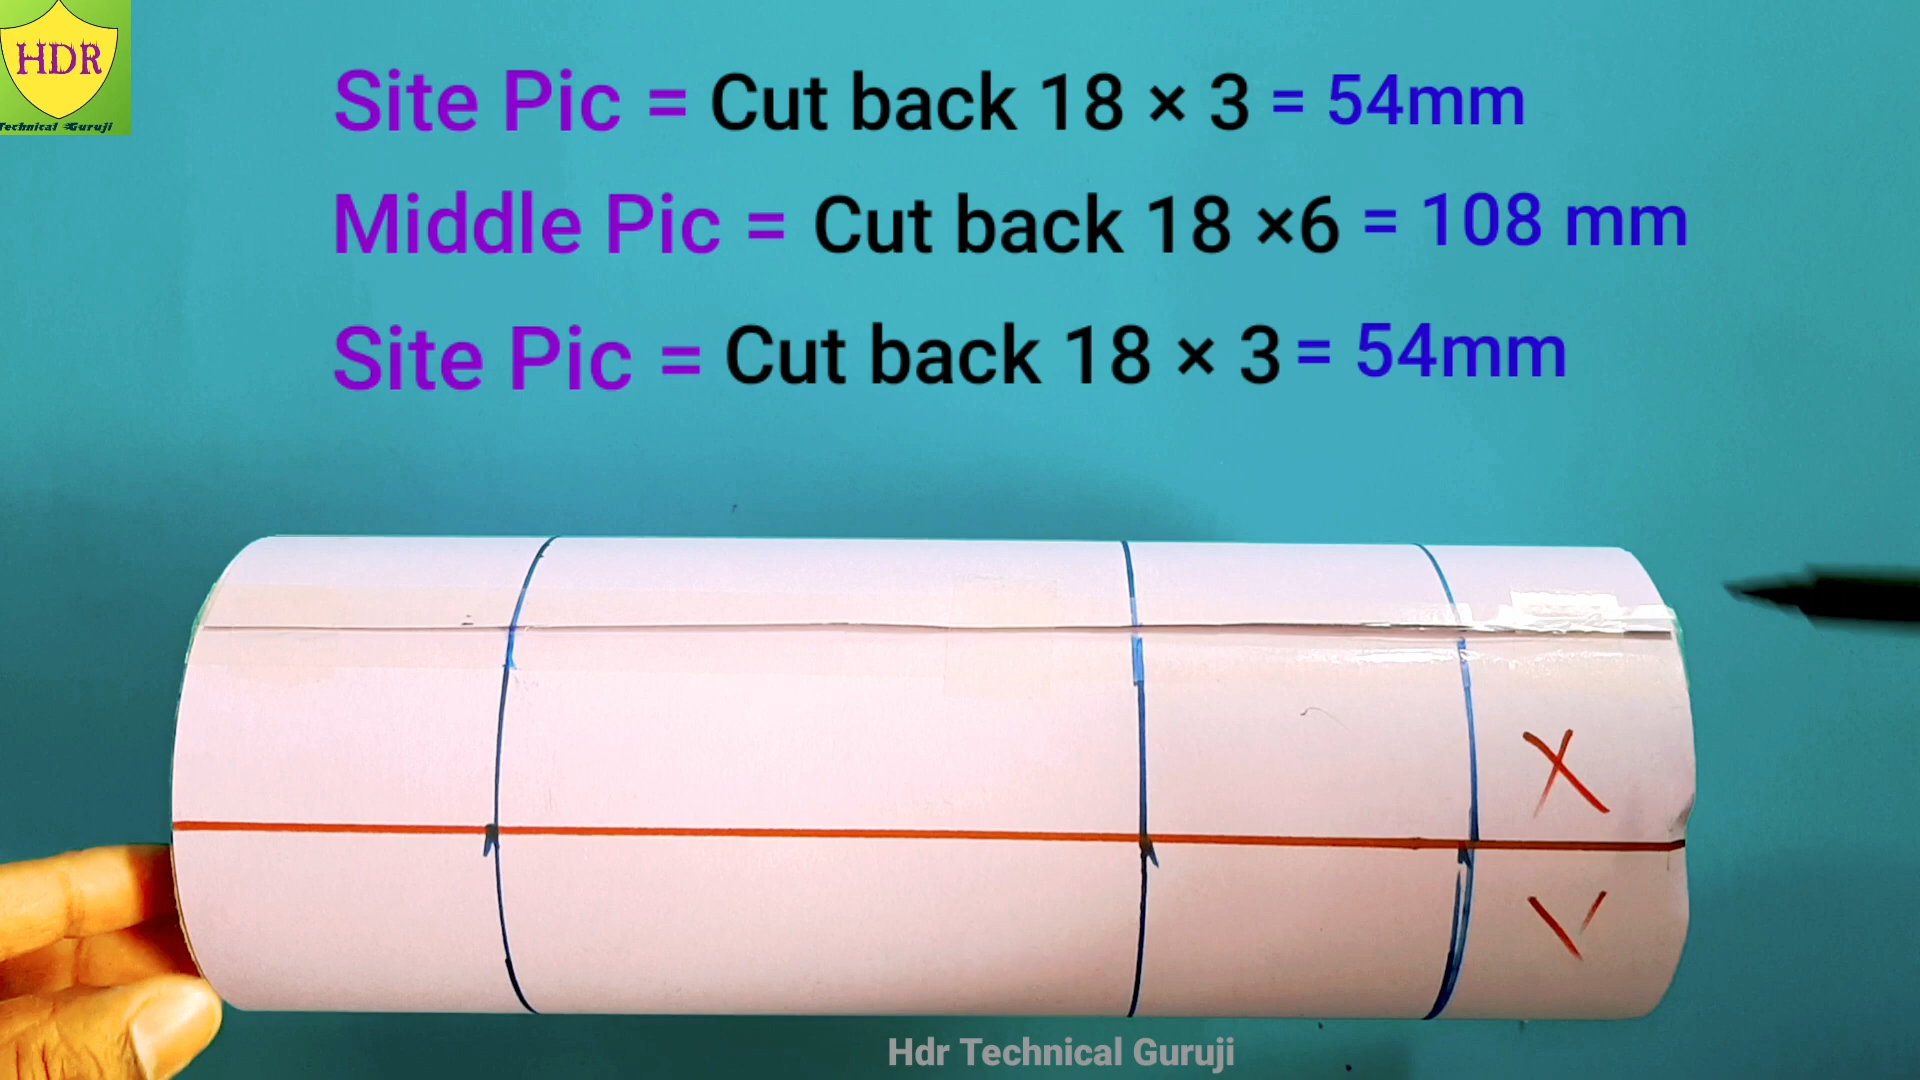 HDR
Technical Guruji
Site Pic = Cut back 18 × 3 = 54mm
Middle Pic = Cut back 18 ×6 = 108 mm
Site Pic = Cut back 18 × 3 = 54mm
X
Hdr Technical Guruji